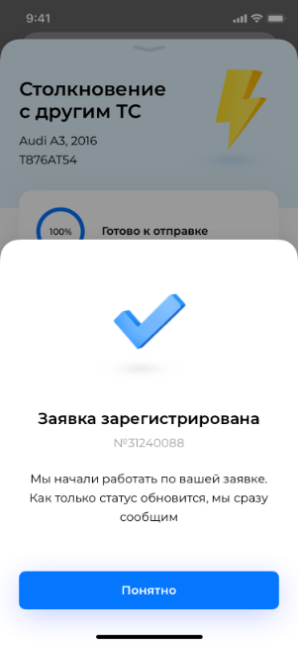 9:41
Столкновение
с другим ТС
Audi A3, 2016
T876AT54
100%
Готово к отправке
Заявка зарегистрирована
№31240088
Мы начали работать по вашей заявке.
Как только статус обновится, мы сразу
сообщим
Понятно